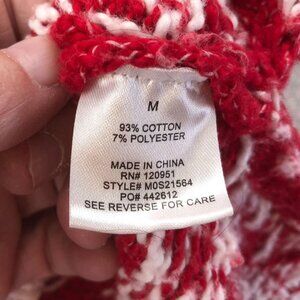 M
93% COTTON
7% POLYESTER
MADE IN CHINA
RN# 120951
STYLE# M0S21564
PO# 442612
SEE REVERSE FOR CARE